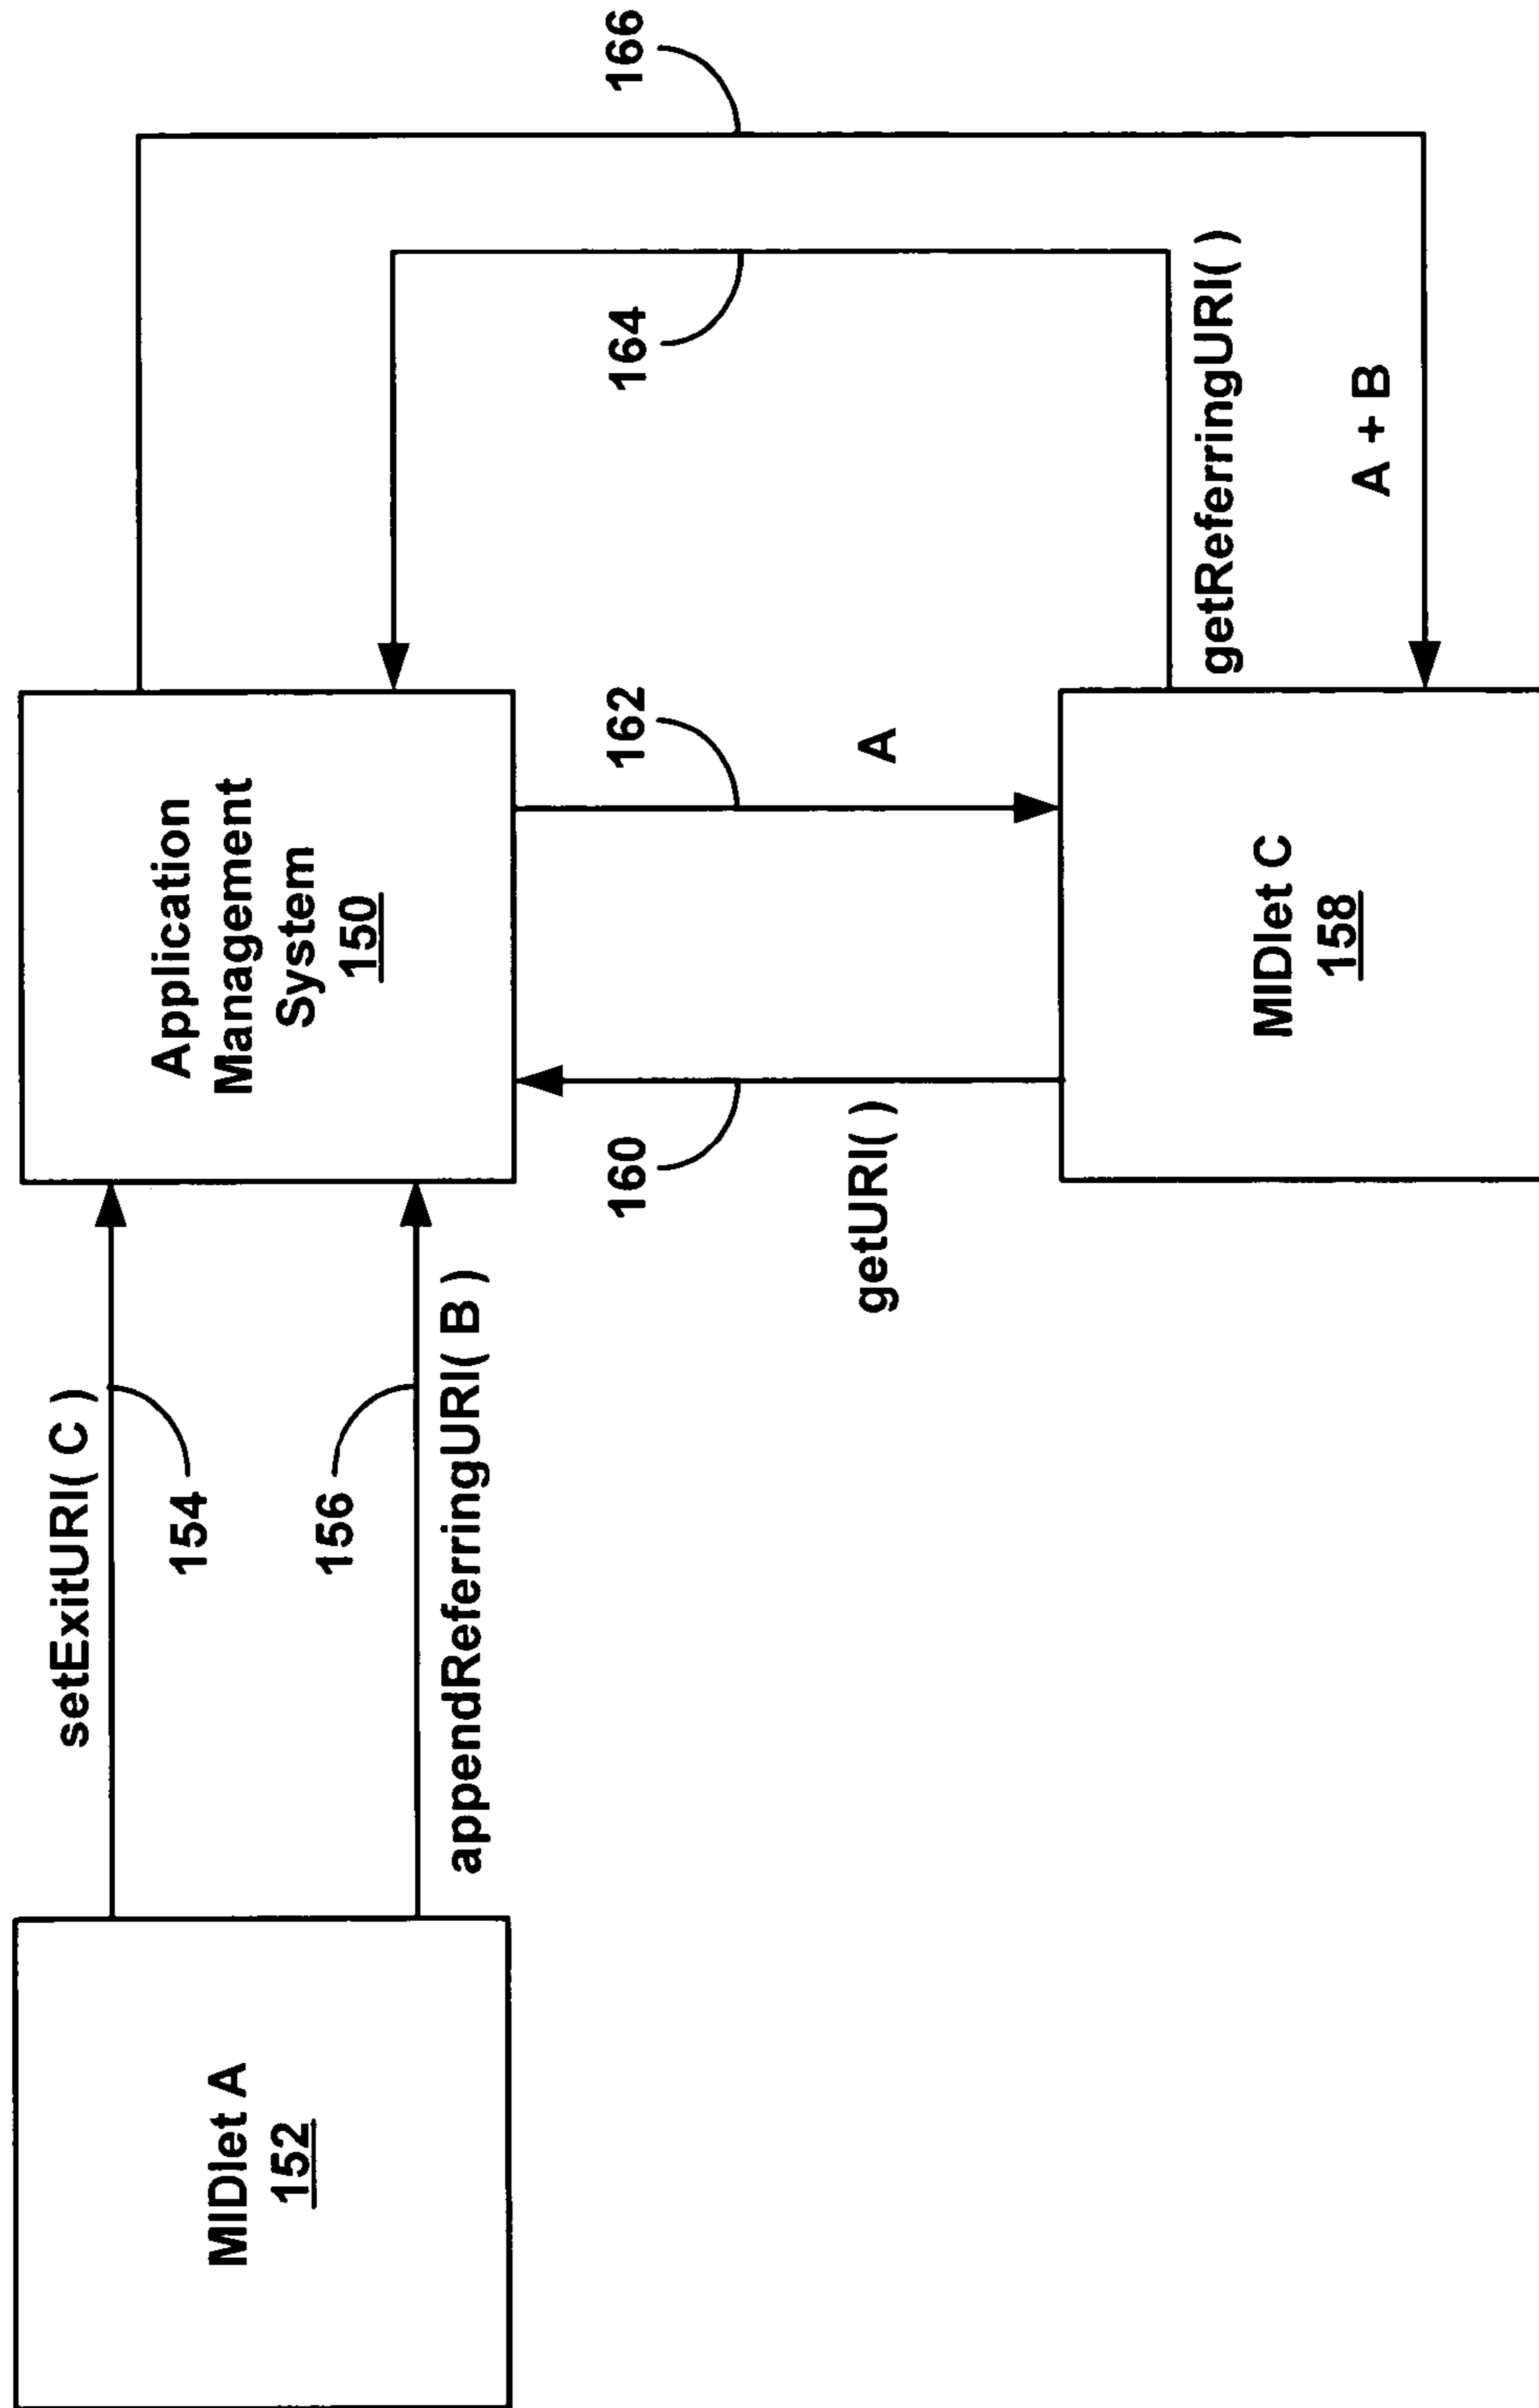 setExitURI( C )
154
156
appendReferringURI( B )
MIDlet A
152
Application
Management
System
150
160
getURI( )
162
A
164
166
getReferringURI( )
A + B
MIDlet C
158